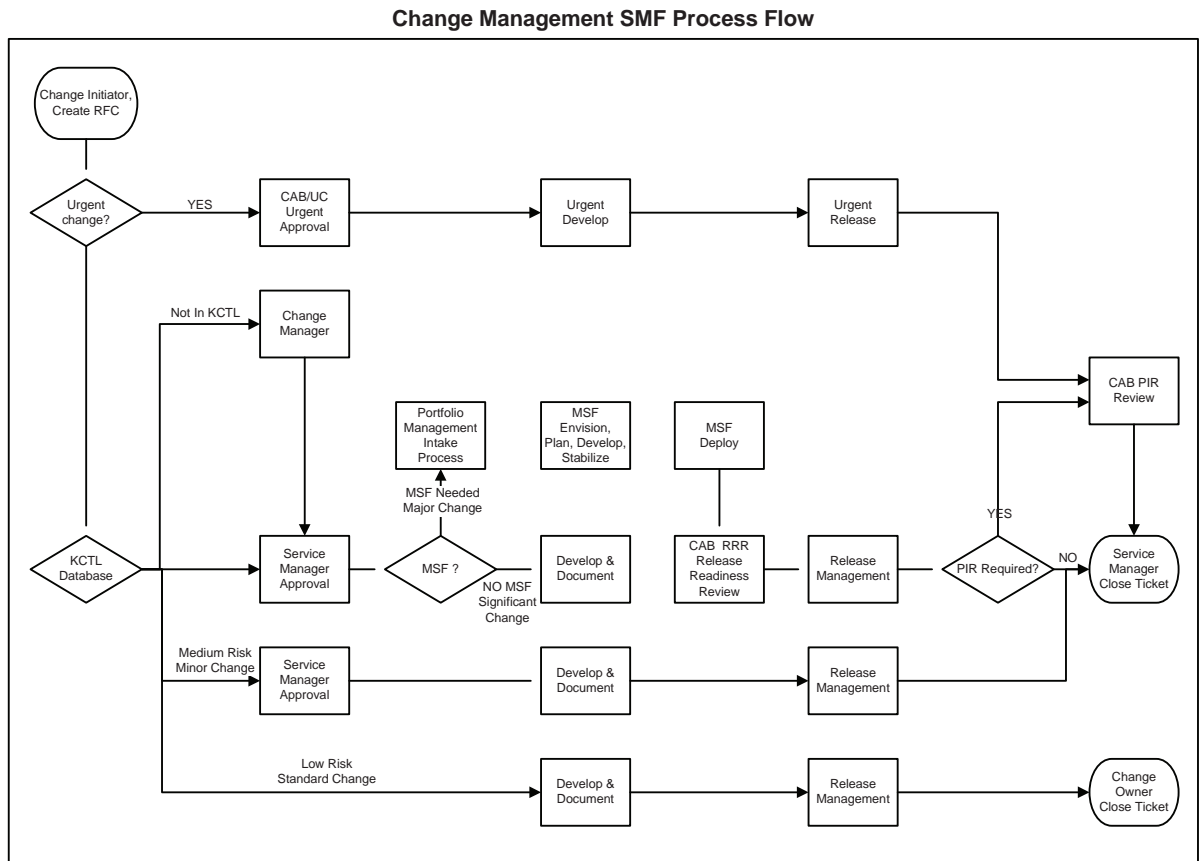 Change Management SMF Process Flow
Change Initiator,
Create RFC
Urgent
change?
YES
CAB/UC
Urgent
Approval
Urgent
Develop
Urgent
Release
Not In KCTL
Change
Manager
CAB PIR
Review
Portfolio
Management
Intake
Process
MSF
Envision,
Plan, Develop,
Stabilize
MSF
Deploy
MSF Needed
Major Change
YES
KCTL
Database
Service
Manager
Approval
MSF ?
NO MSF
Significant
Change
Develop &
Document
CAB RRR
Release
Readiness
Review
Release
Management
PIR Required?
NO
Service
Manager
Close Ticket
Medium Risk
Minor Change
Service
Manager
Approval
Develop &
Document
Release
Management
Low Risk
Standard Change
Develop &
Document
Release
Management
Change
Owner
Close Ticket